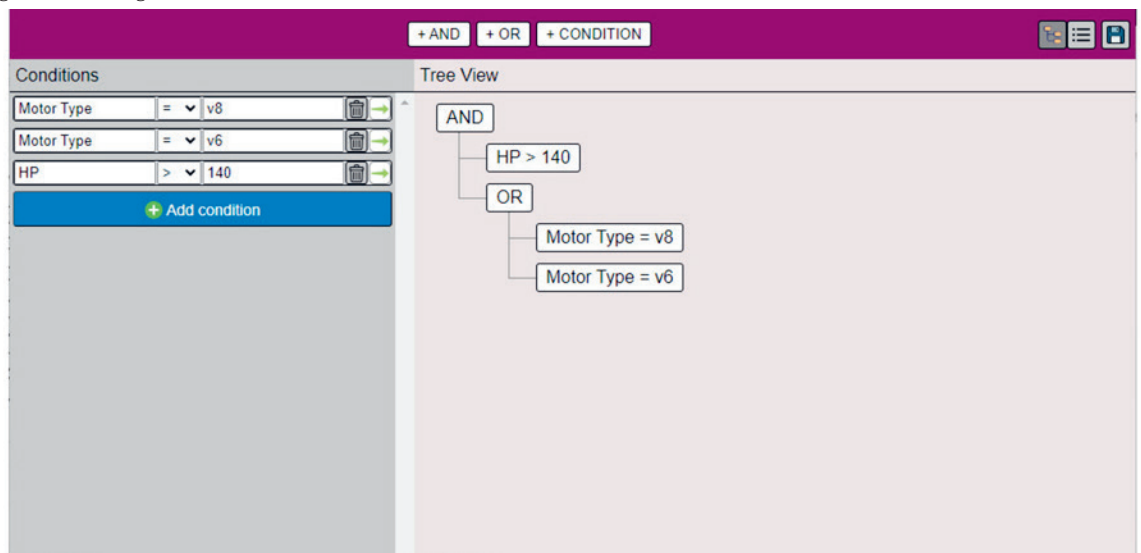 + AND + OR + CONDITION
Conditions
Tree View
Motor Type = v8
Motor Type = v6
HP > 140
Add condition
AND
HP > 140
OR
Motor Type = v8
Motor Type = v6